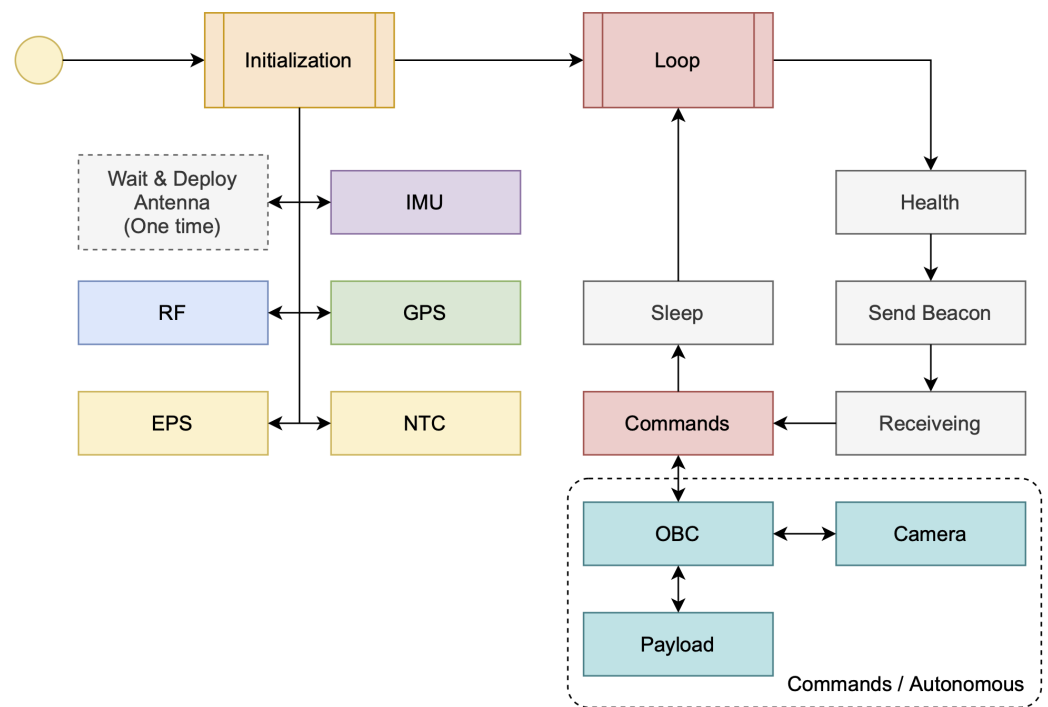 Initialization
Loop
Wait & Deploy
Antenna
(One time)
IMU
Health
RF
GPS
Sleep
Send Beacon
EPS
NTC
Commands
Receiveing
OBC
Camera
Payload
Commands / Autonomous